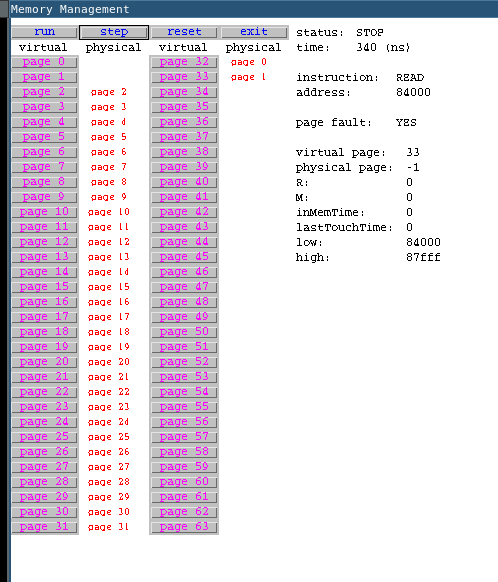 Memory Management
run step reset exit status: STOP
virtual physical virtual physical time: 340 (ns)
page 0 page 32 page 0
page 1 page 33 page 1 instruction: READ
page 2 page 2 page 34 address: 84000
page 3 page 3 page 35
page 4 page 4 page 36 page fault: YES
page 5 page 5 page 37
page 6 page 6 page 38 virtual page: 33
page 7 page 7 page 39 physical page: -1
page 8 page 8 page 40 R: 0
page 9 page 9 page 41 M: 0
page 10 page 10 page 42 inMemTime: 0
page 11 page 11 page 43 lastTouchTime: 0
page 12 page 12 page 44 low: 84000
page 13 page 13 page 45 high: 87fff
page 14 page 14 page 46
page 15 page 15 page 47
page 16 page 16 page 48
page 17 page 17 page 49
page 18 page 18 page 50
page 19 page 19 page 51
page 20 page 20 page 52
page 21 page 21 page 53
page 22 page 22 page 54
page 23 page 23 page 55
page 24 page 24 page 56
page 25 page 25 page 57
page 26 page 26 page 58
page 27 page 27 page 59
page 28 page 28 page 60
page 29 page 29 page 61
page 30 page 30 page 62
page 31 page 31 page 63